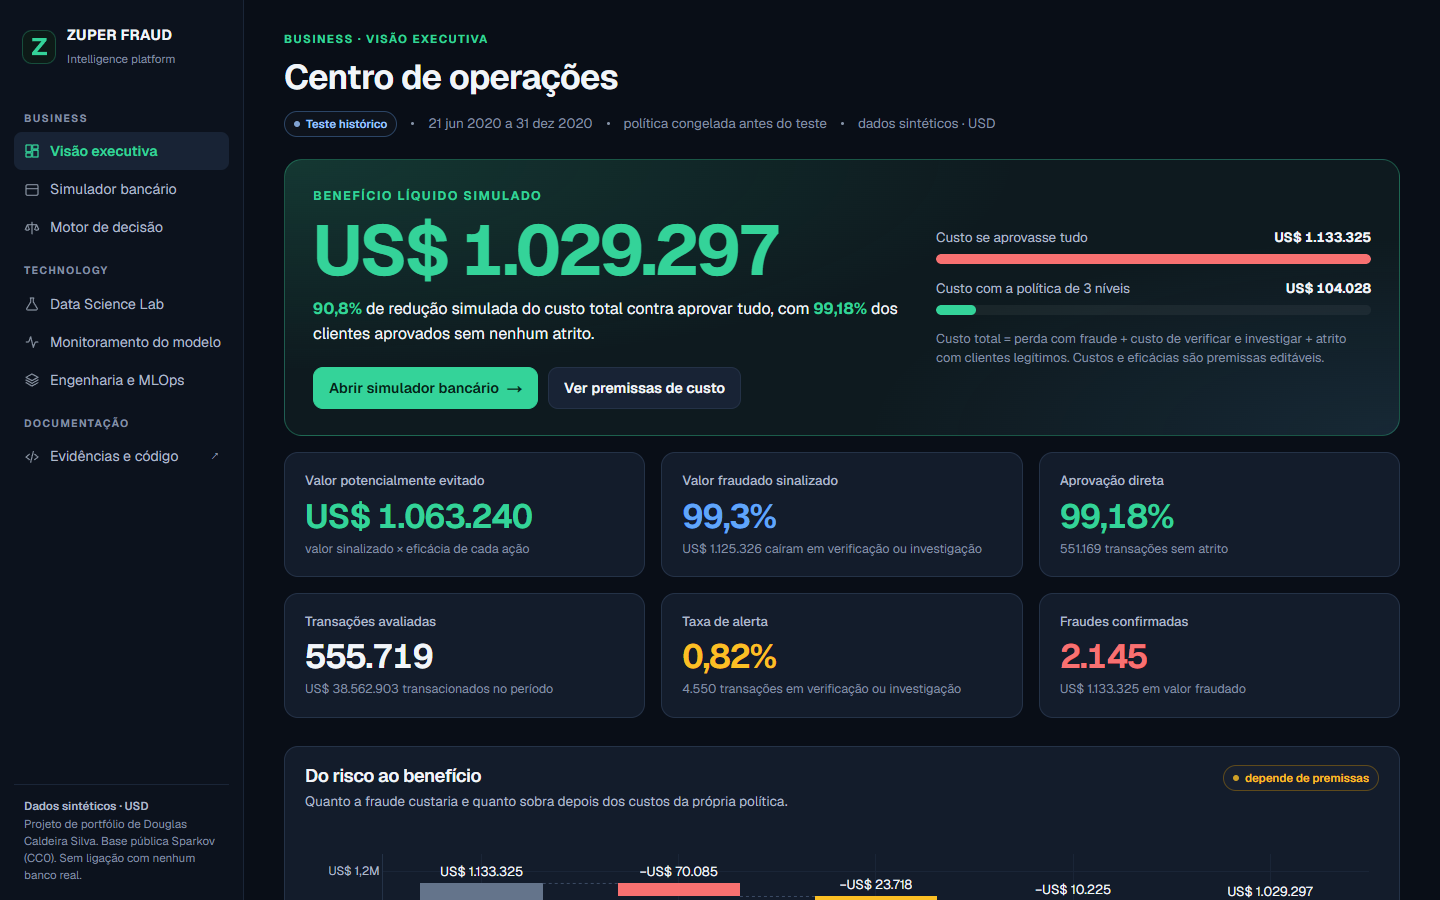 Z
ZUPER FRAUD
Intelligence platform
BUSINESS
Visão executiva
Simulador bancário
Motor de decisão
TECHNOLOGY
Data Science Lab
Monitoramento do modelo
Engenharia e MLOps
DOCUMENTAÇÃO
Evidências e código ↗
Dados sintéticos · USD
Projeto de portfólio de Douglas
Caldeira Silva. Base pública Sparkov
(CC0). Sem ligação com nenhum
banco real.
BUSINESS · VISÃO EXECUTIVA
Centro de operações
Teste histórico • 21 jun 2020 a 31 dez 2020 • política congelada antes do teste • dados sintéticos · USD
BENEFÍCIO LÍQUIDO SIMULADO
US$ 1.029.297
90,8% de redução simulada do custo total contra aprovar tudo, com 99,18% dos
clientes aprovados sem nenhum atrito.
Abrir simulador bancário →
Ver premissas de custo
Custo se aprovasse tudo US$ 1.133.325
Custo com a política de 3 níveis US$ 104.028
Custo total = perda com fraude + custo de verificar e investigar + atrito
com clientes legítimos. Custos e eficácias são premissas editáveis.
Valor potencialmente evitado
US$ 1.063.240
valor sinalizado × eficácia de cada ação
Valor fraudado sinalizado
99,3%
US$ 1.125.326 caíram em verificação ou investigação
Aprovação direta
99,18%
551.169 transações sem atrito
Transações avaliadas
555.719
US$ 38.562.903 transacionados no período
Taxa de alerta
0,82%
4.550 transações em verificação ou investigação
Fraudes confirmadas
2.145
US$ 1.133.325 em valor fraudado
Do risco ao benefício
depende de premissas
Quanto a fraude custaria e quanto sobra depois dos custos da própria política.
US$ 1,2M
US$ 1.133.325
−US$ 70.085
−US$ 23.718
−US$ 10.225
US$ 1.029.297